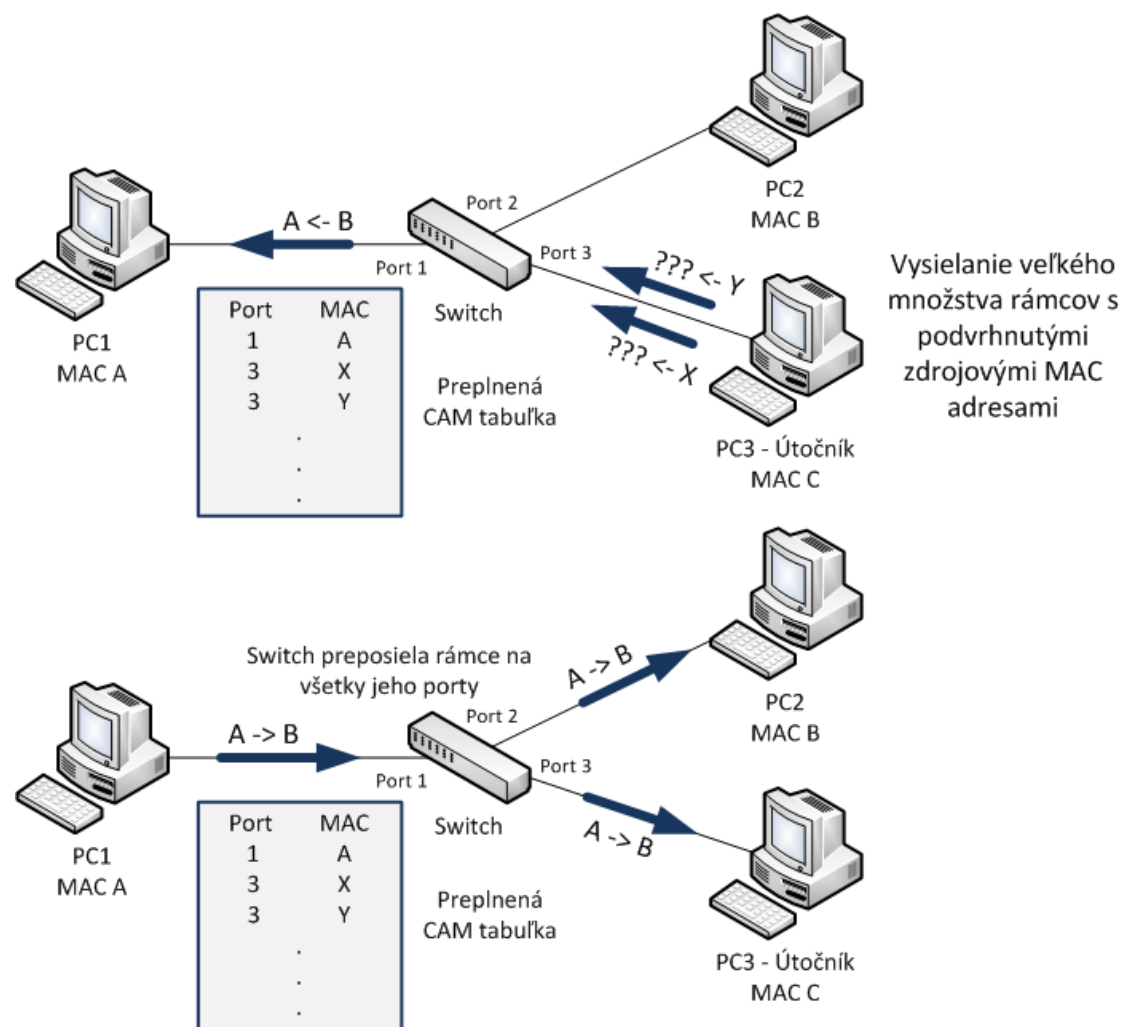 PC2
MAC B
Port 2
A <- B
Port 3
Port 1
??? <- Y
??? <- X
Vysielanie veľkého
množstva rámcov s
podvrhnutými
zdrojovými MAC
adresami
PC1
MAC A
Port MAC
1 A
3 X
3 Y
.
.
.
Switch
Preplnená
CAM tabuľka
PC3 - Útočník
MAC C
Switch preposiela rámce na
všetky jeho porty
A -> B
PC2
MAC B
Port 2
A -> B
Port 3
Port 1
A -> B
PC1
MAC A
Port MAC
1 A
3 X
3 Y
.
.
.
Switch
Preplnená
CAM tabuľka
PC3 - Útočník
MAC C